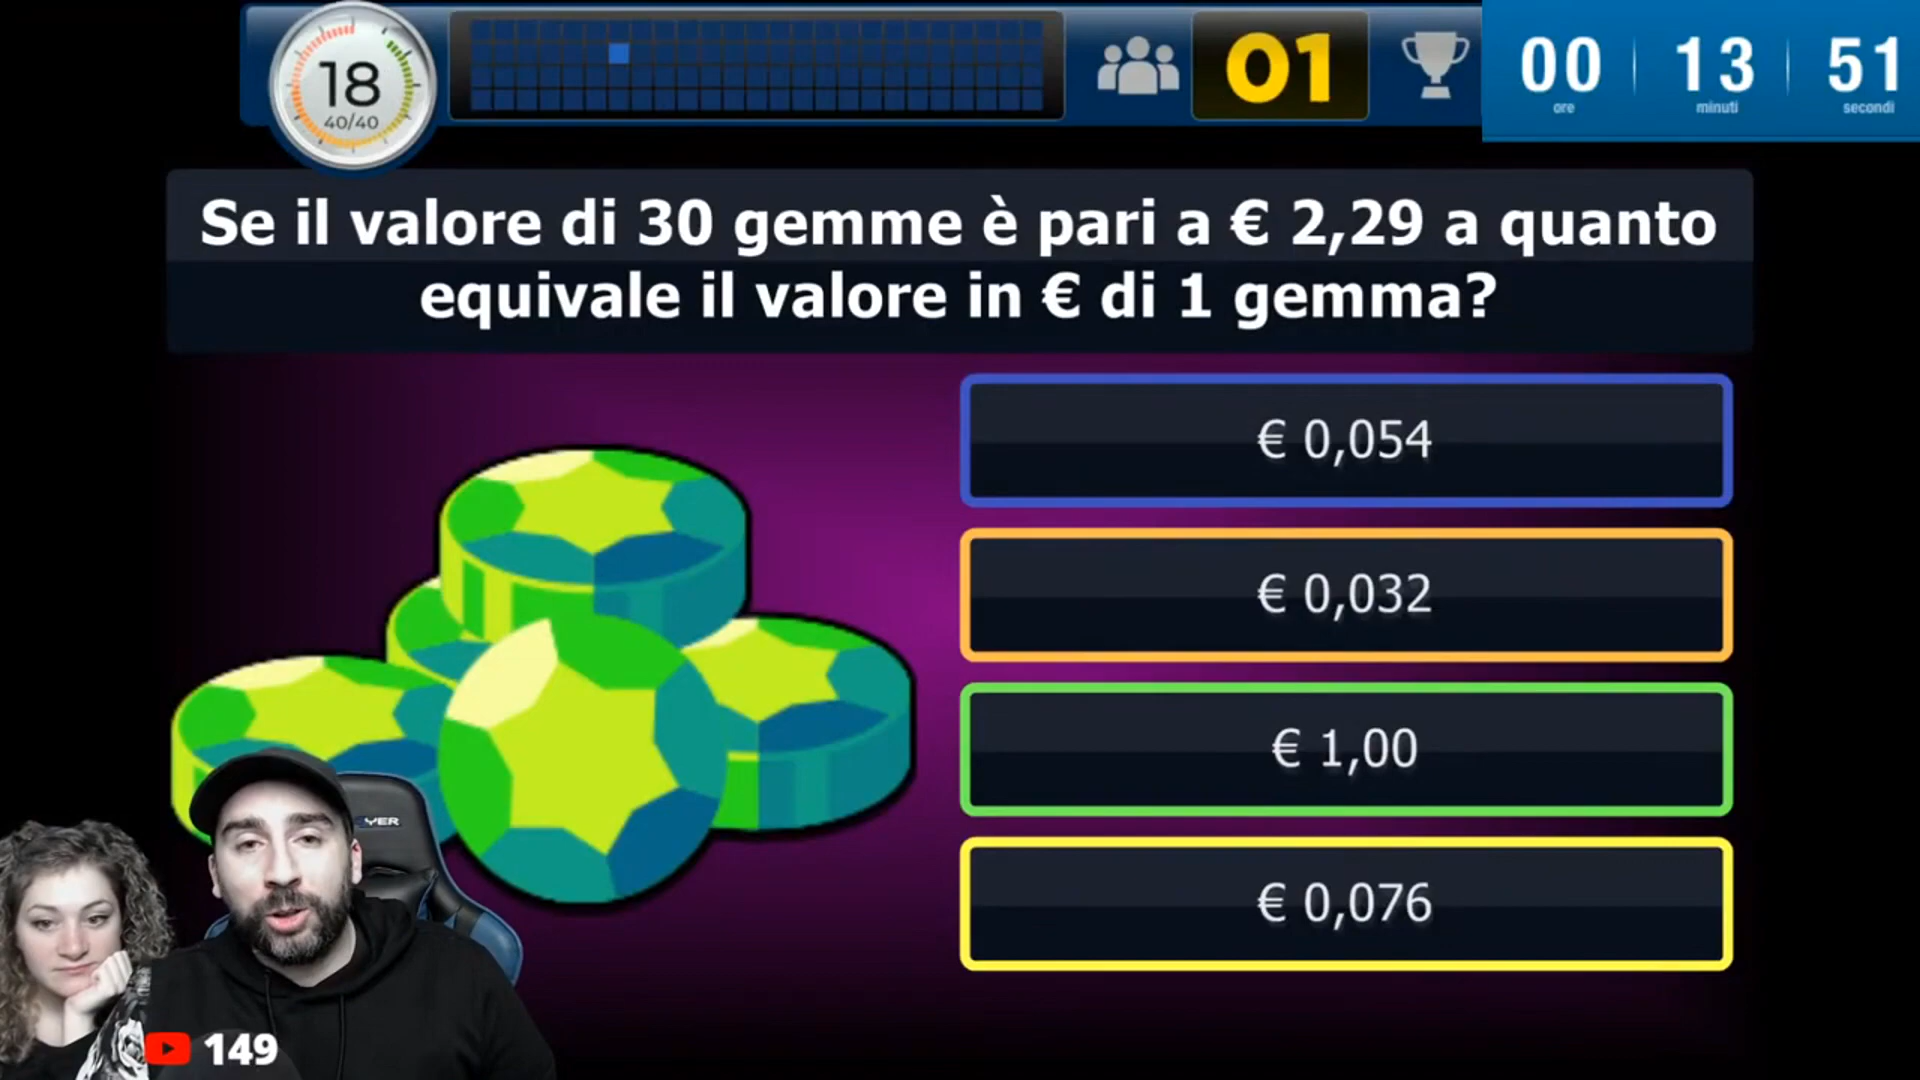 18
40/40
01
00
13
51
ore
minuti
secondi
Se il valore di 30 gemme è pari a € 2,29 a quanto
equivale il valore in € di 1 gemma?
€ 0,054
€ 0,032
€ 1,00
€ 0,076
149